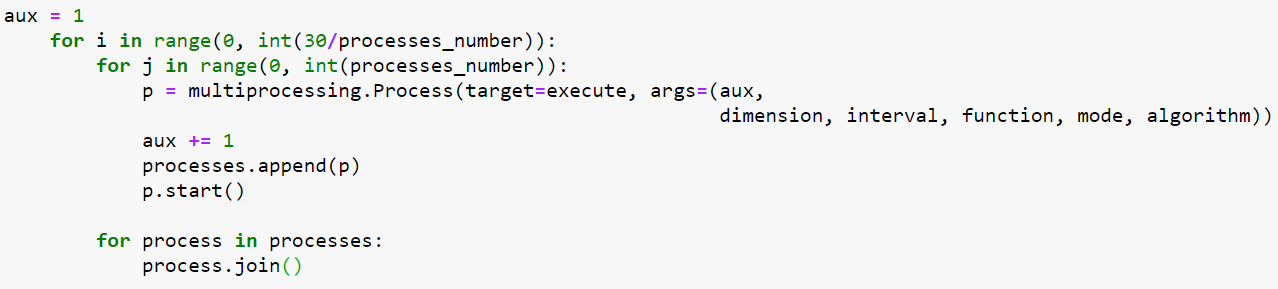 aux = 1
    for i in range(0, int(30/processes_number)):
        for j in range(0, int(processes_number)):
            p = multiprocessing.Process(target=execute, args=(aux,
                                                              dimension, interval, function, mode, algorithm))
            aux += 1
            processes.append(p)
            p.start()

        for process in processes:
            process.join()